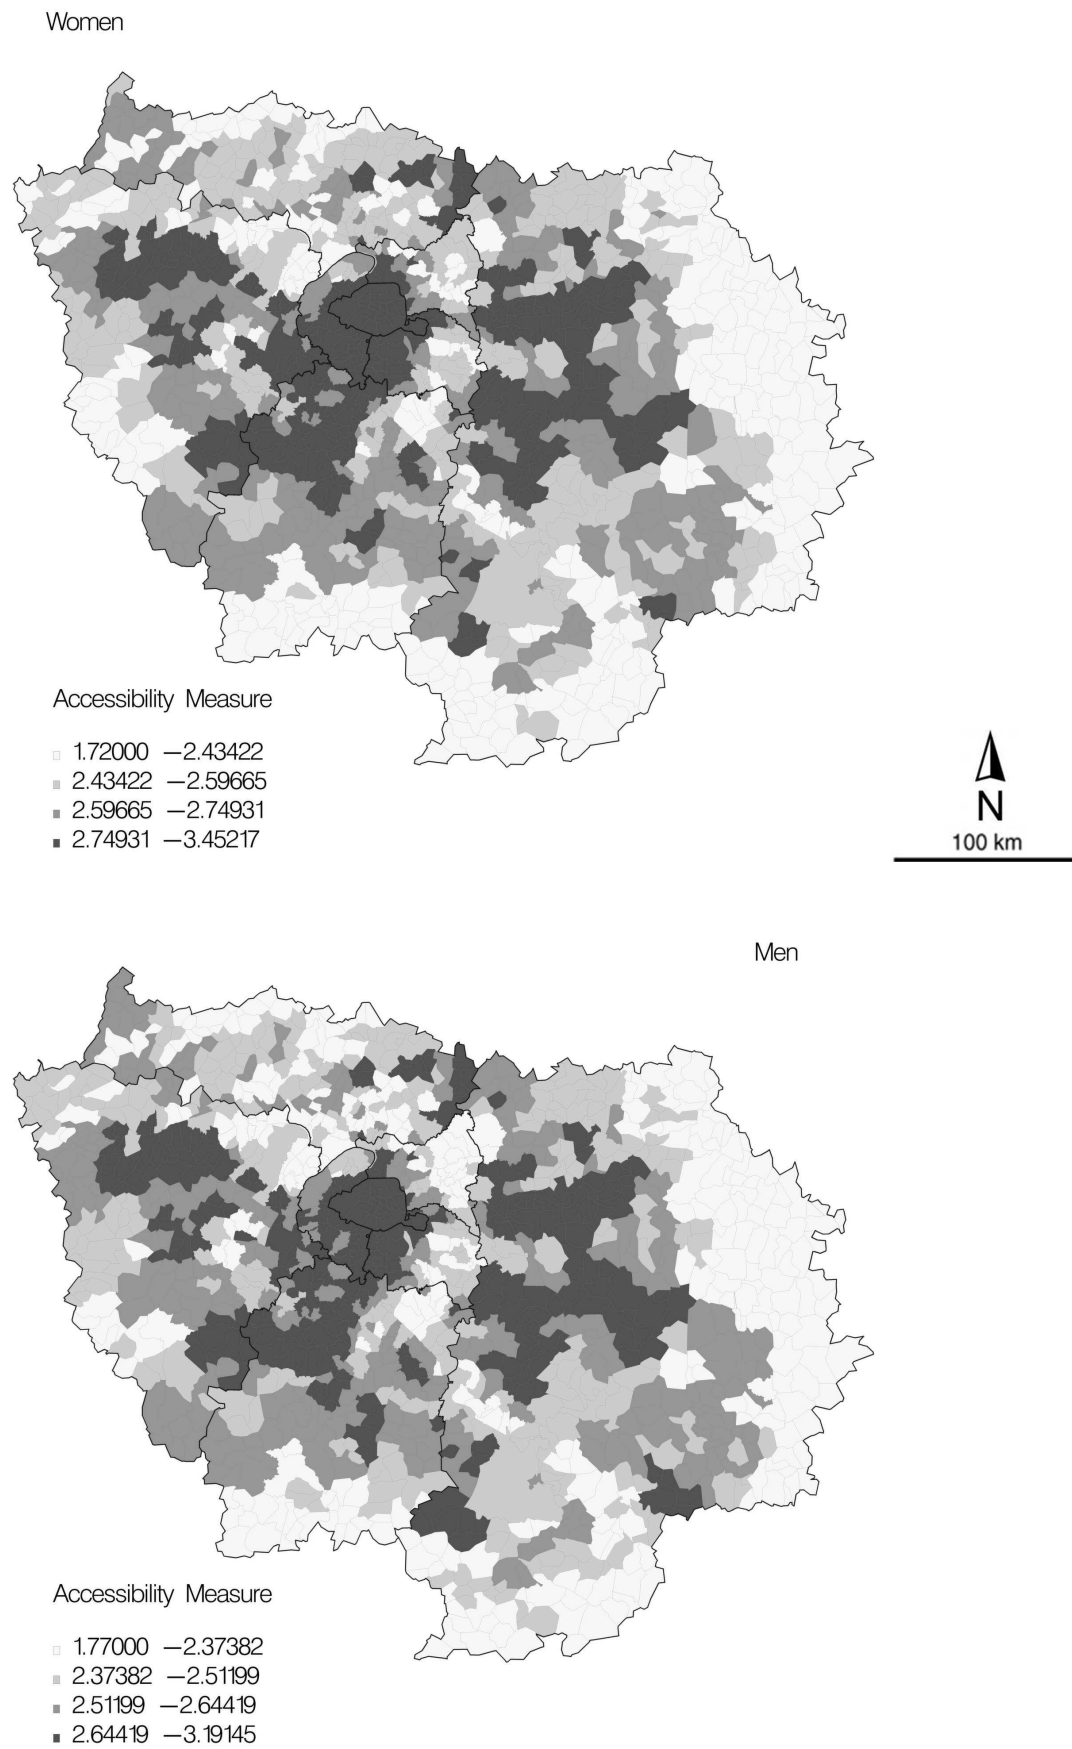 Women
Accessibility Measure
1.72000 – 2.43422
2.43422 – 2.59665
2.59665 – 2.74931
2.74931 – 3.45217
N
100 km
Men
Accessibility Measure
1.77000 – 2.37382
2.37382 – 2.51199
2.51199 – 2.64419
2.64419 – 3.19145